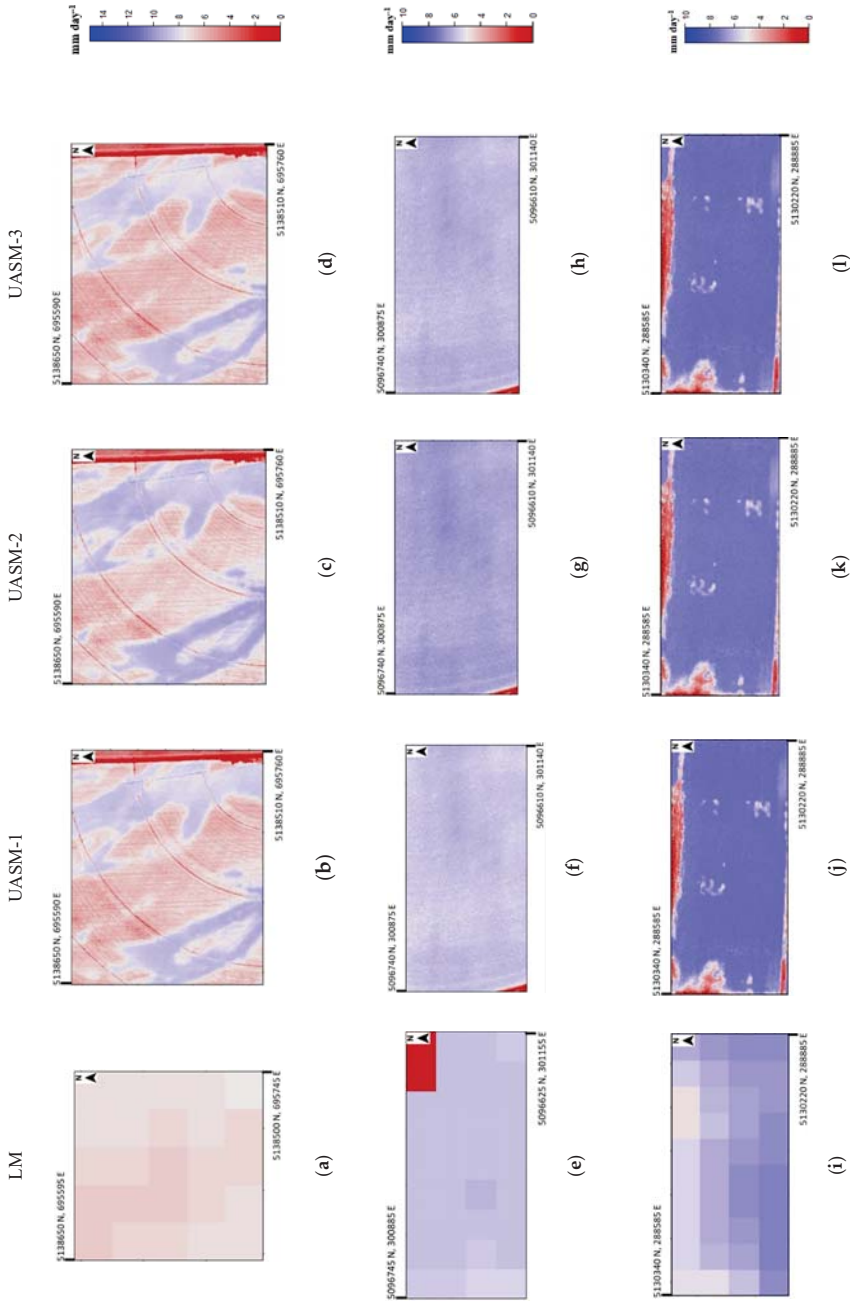 LM
UASM-1
UASM-2
UASM-3
5138650 N, 695595 E
N
5138500 N, 695745 E
(a)
5138650 N, 695590 E
N
5138510 N, 695760 E
(b)
5138650 N, 695590 E
N
5138510 N, 695760 E
(c)
5138650 N, 695590 E
N
5138510 N, 695760 E
(d)
mm day-1
14
12
10
8
6
4
2
0
5096745 N, 300885 E
N
5096625 N, 301155 E
(e)
5096740 N, 300875 E
N
5096610 N, 301140 E
(f)
5096740 N, 300875 E
N
5096610 N, 301140 E
(g)
5096740 N, 300875 E
N
5096610 N, 301140 E
(h)
mm day-1
10
8
6
4
2
0
5130340 N, 288585 E
N
5130220 N, 288885 E
(i)
5130340 N, 288585 E
N
5130220 N, 288885 E
(j)
5130340 N, 288585 E
N
5130220 N, 288885 E
(k)
5130340 N, 288585 E
N
5130220 N, 288885 E
(l)
mm day-1
10
8
6
4
2
0